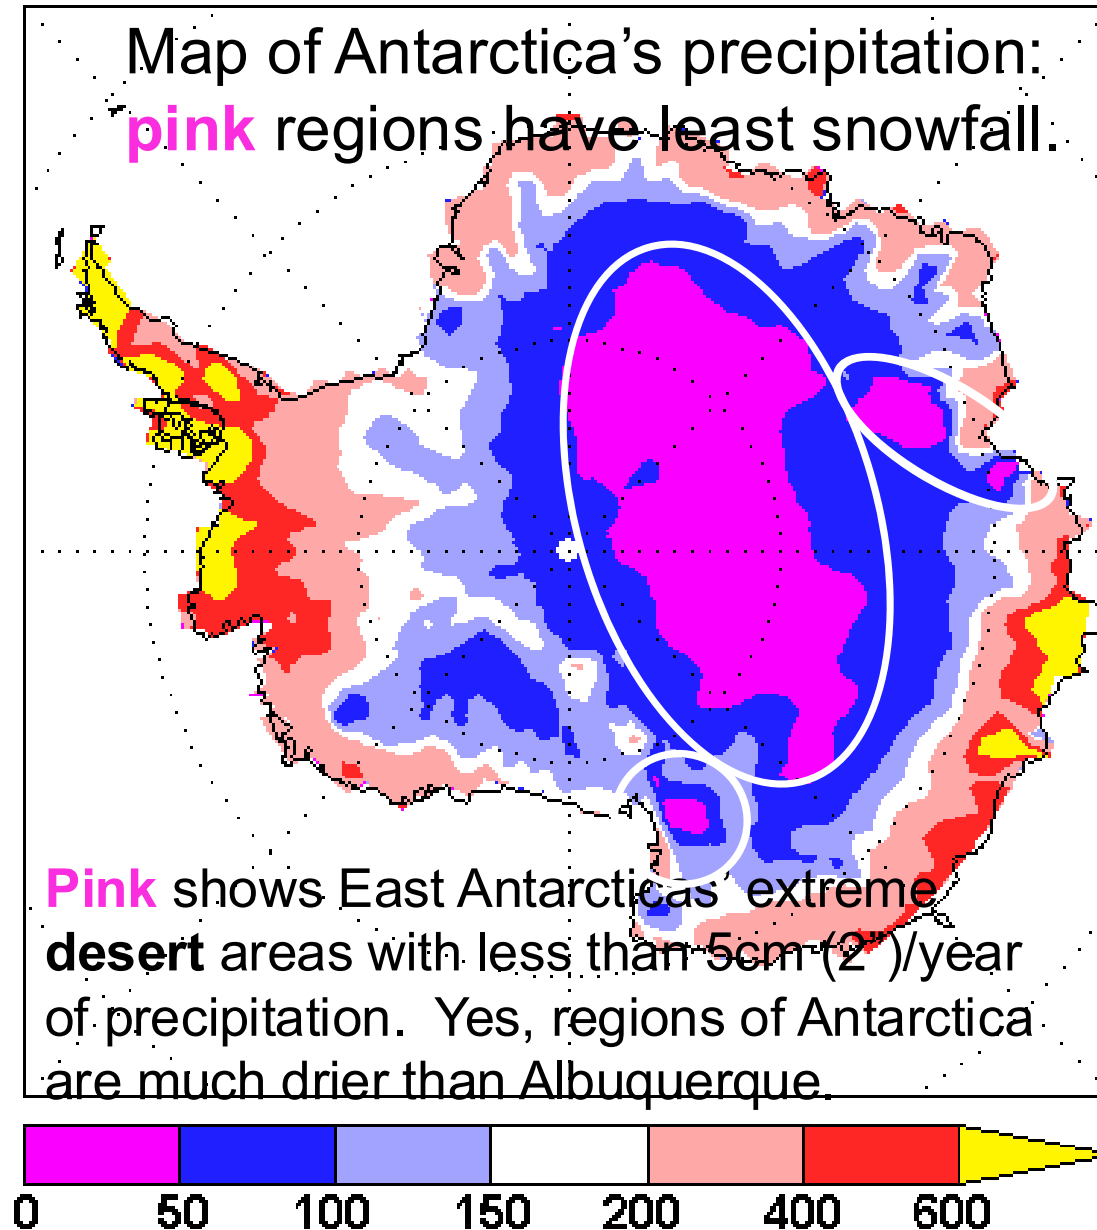 Map of Antarctica’s precipitation:
pink regions have least snowfall.
Pink shows East Antarcticas’ extreme
desert areas with less than 5cm (2”)/year
of precipitation. Yes, regions of Antarctica
are much drier than Albuquerque.
0 50 100 150 200 400 600